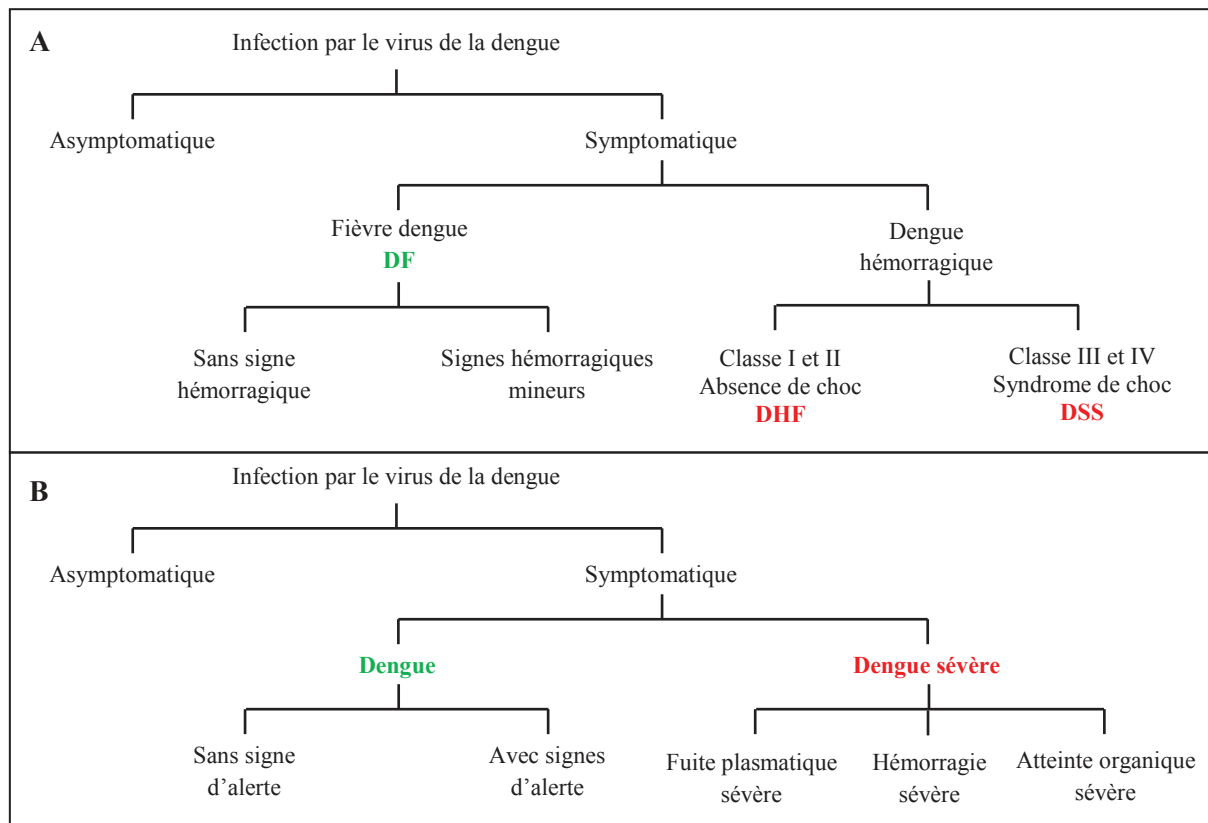 A
Infection par le virus de la dengue
Asymptomatique
Symptomatique
Fièvre dengue
DF
Dengue
hémorragique
Sans signe
hémorragique
Signes hémorragiques
mineurs
Classe I et II
Absence de choc
DHF
Classe III et IV
Syndrome de choc
DSS
B
Infection par le virus de la dengue
Asymptomatique
Symptomatique
Dengue
Dengue sévère
Sans signe
d'alerte
Avec signes
d'alerte
Fuite plasmatique
sévère
Hémorragie
sévère
Atteinte organique
sévère